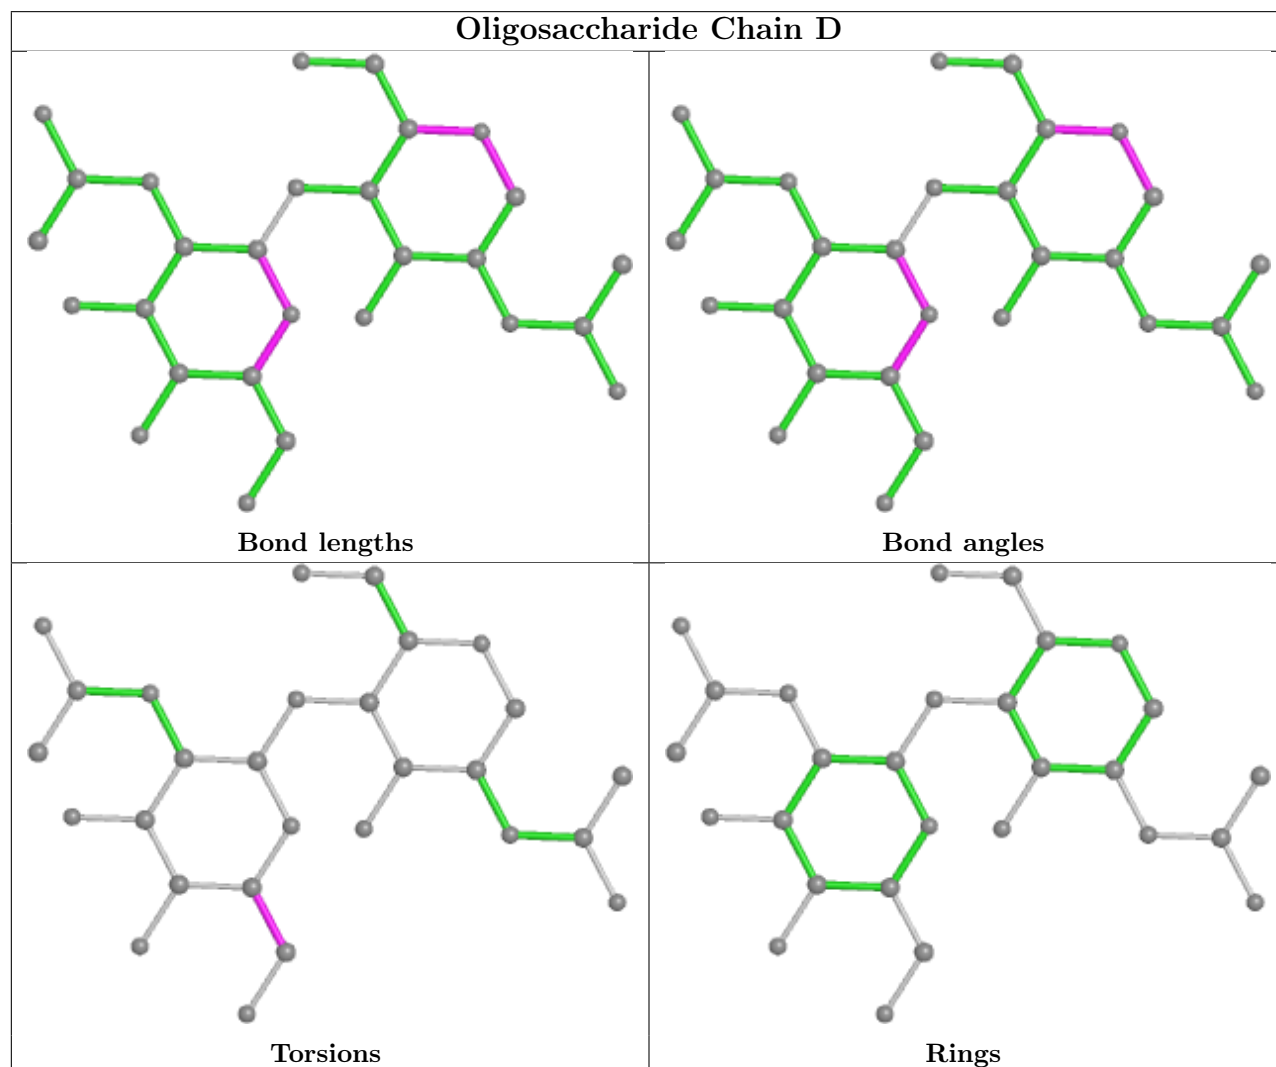 Oligosaccharide Chain D
Bond lengths
Bond angles
Torsions
Rings